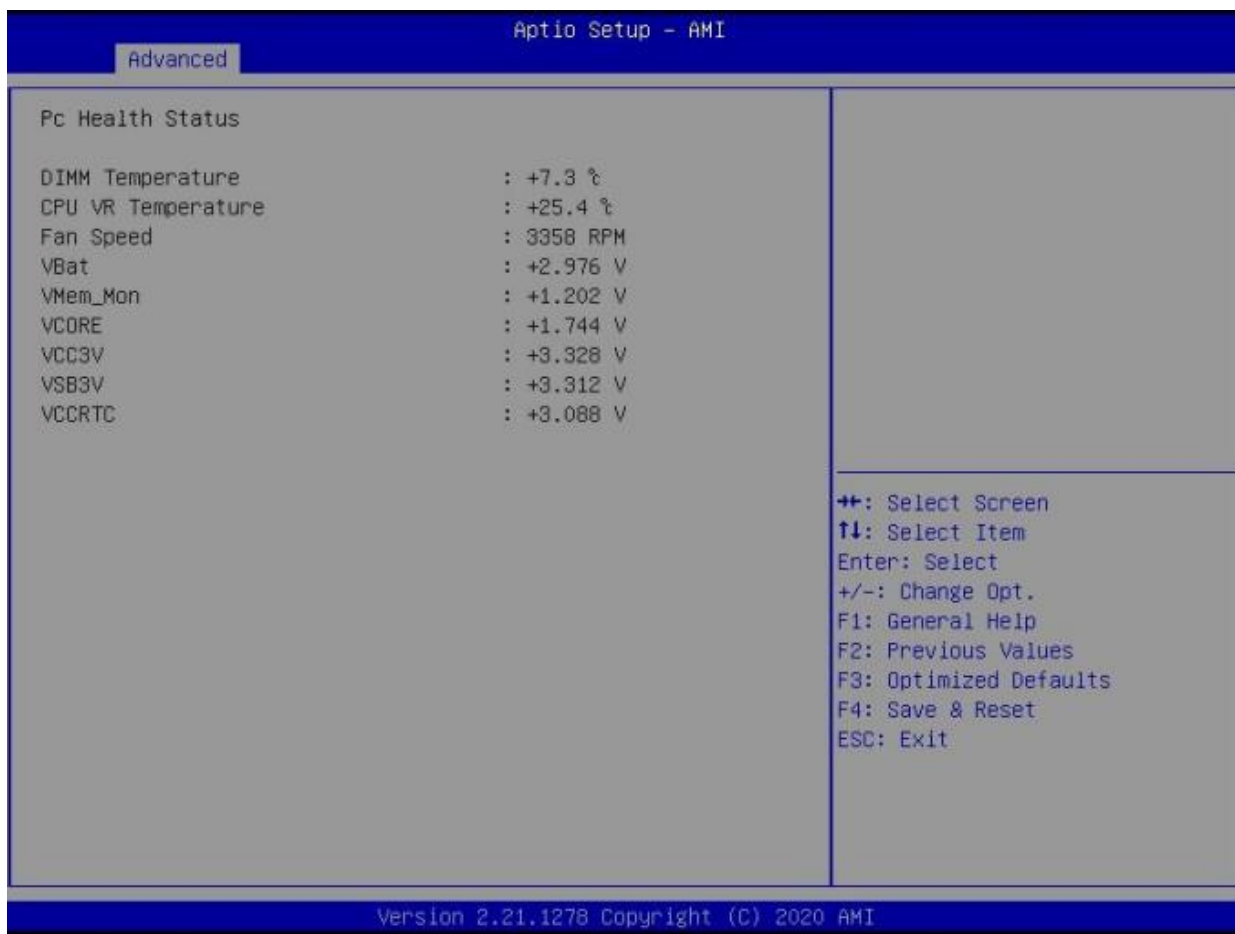 Aptio Setup - AMI
Advanced
Pc Health Status
DIMM Temperature : +7.3 ℃
CPU VR Temperature : +25.4 ℃
Fan Speed : 3358 RPM
VBat : +2.976 V
VMem_Mon : +1.202 V
VCORE : +1.744 V
VCC3V : +3.328 V
VSB3V : +3.312 V
VCCRTC : +3.088 V
→←: Select Screen
↑↓: Select Item
Enter: Select
+/-: Change Opt.
F1: General Help
F2: Previous Values
F3: Optimized Defaults
F4: Save & Reset
ESC: Exit
Version 2.21.1278 Copyright (C) 2020 AMI